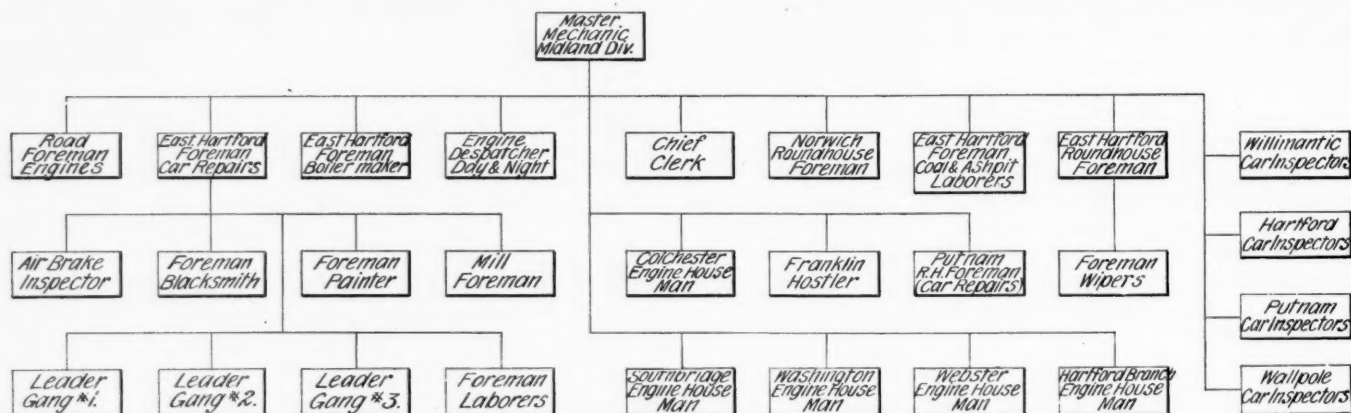 Master.
Mechanic
Midland Div.
Road
Foreman
Engines
East Hartford
Foreman
Car Repairs
East Hartford
Foreman
Boiler maker
Engine
Despatcher
Day & Night
Chief
Clerk
Norwich
Roundhouse
Foreman
East Hartford
Foreman
Coal & Ashpit
Laborers
East Hartford
Roundhouse
Foreman
Willimantic
Car Inspectors
Air Brake
Inspector
Foreman
Blacksmith
Foreman
Painter
Mill
Foreman
Colchester
Engine House
Man
Franklin
Hostler
Putnam
R.H. Foreman
(Car Repairs)
Foreman
Wipers
Hartford
Car Inspectors
Putnam
Car Inspectors
Leader
Gang #1.
Leader
Gang #2.
Leader
Gang #3.
Foreman
Laborers
Southbridge
Engine House
Man
Washington
Engine House
Man
Webster
Engine House
Man
Hartford Branch
Engine House
Man
Wallpole
Car Inspectors